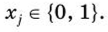 x_j ∈ {0, 1}.